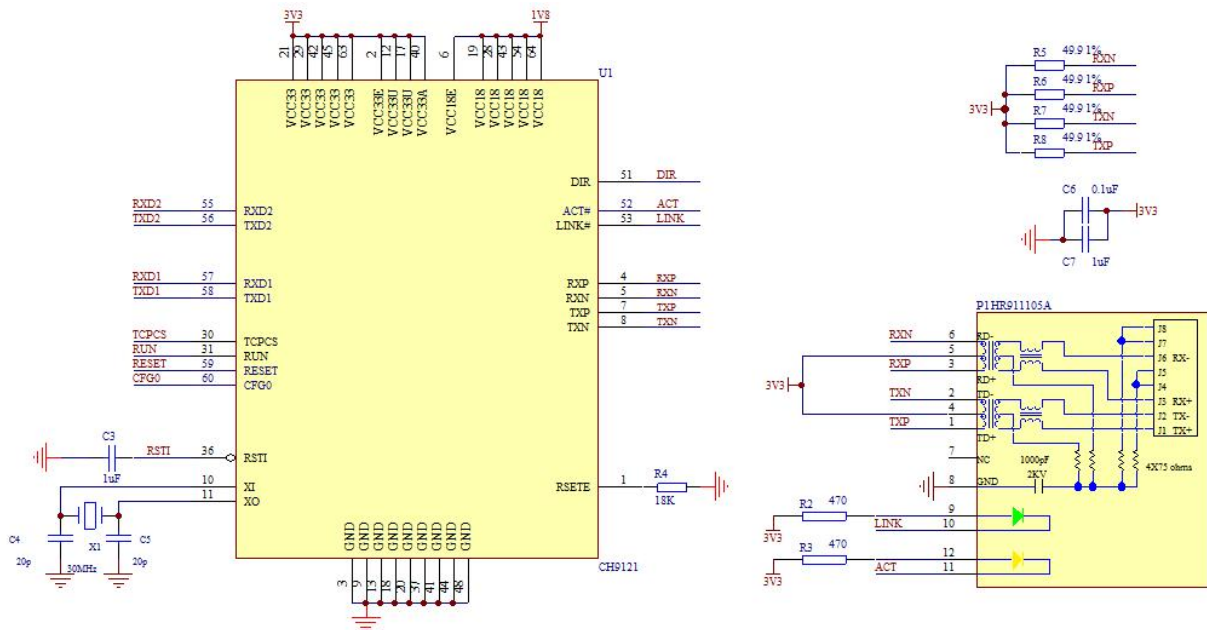 3V3
1V8
21
29
42
45
63
2
12
17
40
6
19
28
43
54
64
U1
VCC33
VCC33
VCC33
VCC33
VCC33
VCC33E
VCC33U
VCC33U
VCC33A
VCC18E
VCC18
VCC18
VCC18
VCC18
VCC18
DIR 51 DIR
RXD2 55 RXD2
ACT# 52 ACT
TXD2 56 TXD2
LINK# 53 LINK
RXD1 57 RXD1
TXD1 58 TXD1
RXP 4 RXP
RXN 5 RXN
TXP 7 TXP
TXN 8 TXN
TCPCS 30 TCPCS
RUN 31 RUN
RESET 59 RESET
CFG0 60 CFG0
C3
1uF
RSTI 36 RSTI
10 XI
11 XO
C4
20p
X1
30MHz
C5
20p
RSETE 1
R4
18K
GND
GND
GND
GND
GND
GND
GND
GND
GND
3
9
13
18
20
37
41
44
48
CH9121
R5 49.9 1% RXN
R6 49.9 1% RXP
3V3
R7 49.9 1% TXN
R8 49.9 1% TXP
C6 0.1uF
3V3
C7 1uF
P1HR911105A
RXN 6 RD-
5
RXP 3 RD+
3V3
TXN 2 TD-
4
TXP 1 TD+
7 NC
8 GND
1000pF
2KV
4X75 ohms
J8
J7
J6 RX-
J5
J4
J3 RX+
J2 TX-
J1 TX+
R2 470 9
3V3
LINK 10
R3 470 12
3V3
ACT 11